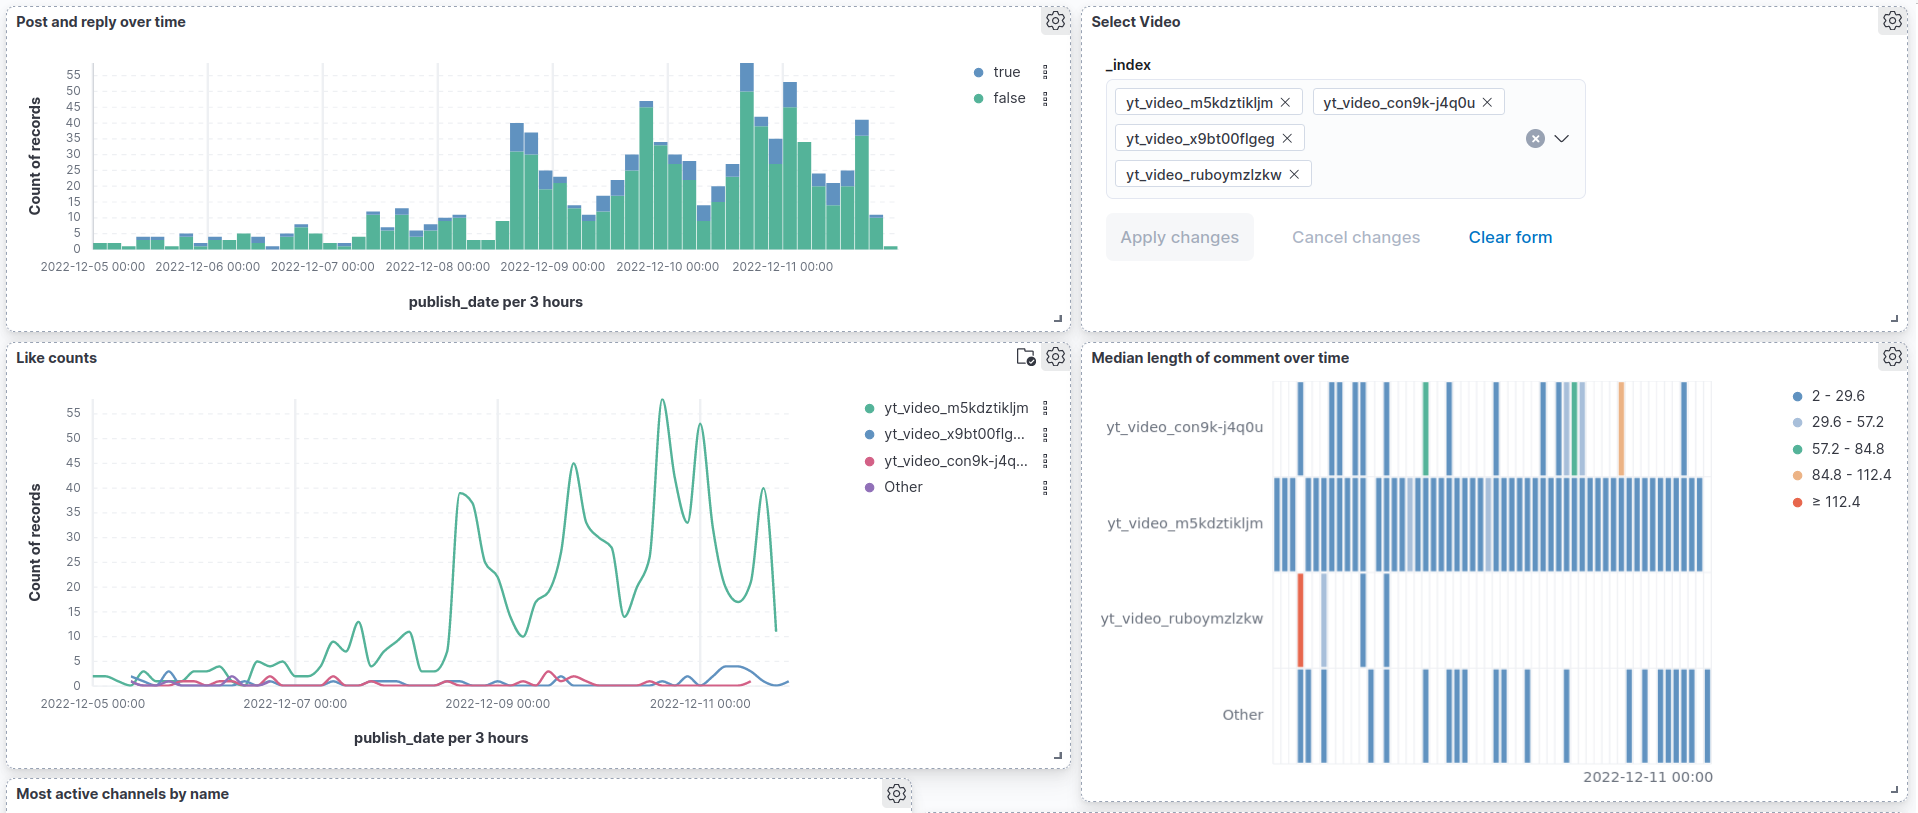 Post and reply over time
Count of records
55
50
45
40
35
30
25
20
15
10
5
0
2022-12-05 00:00 2022-12-06 00:00 2022-12-07 00:00 2022-12-08 00:00 2022-12-09 00:00 2022-12-10 00:00 2022-12-11 00:00
publish_date per 3 hours
true
false
Select Video
_index
yt_video_m5kdztikljm yt_video_con9k-j4q0u
yt_video_x9bt00flgeg
yt_video_ruboymzlzkw
Apply changes Cancel changes Clear form
Like counts
Count of records
55
50
45
40
35
30
25
20
15
10
5
0
2022-12-05 00:00 2022-12-07 00:00 2022-12-09 00:00 2022-12-11 00:00
publish_date per 3 hours
yt_video_m5kdztikljm
yt_video_x9bt00flg...
yt_video_con9k-j4q...
Other
Median length of comment over time
yt_video_con9k-j4q0u
yt_video_m5kdztikljm
yt_video_ruboymzlzkw
Other
2022-12-11 00:00
2 - 29.6
29.6 - 57.2
57.2 - 84.8
84.8 - 112.4
≥ 112.4
Most active channels by name